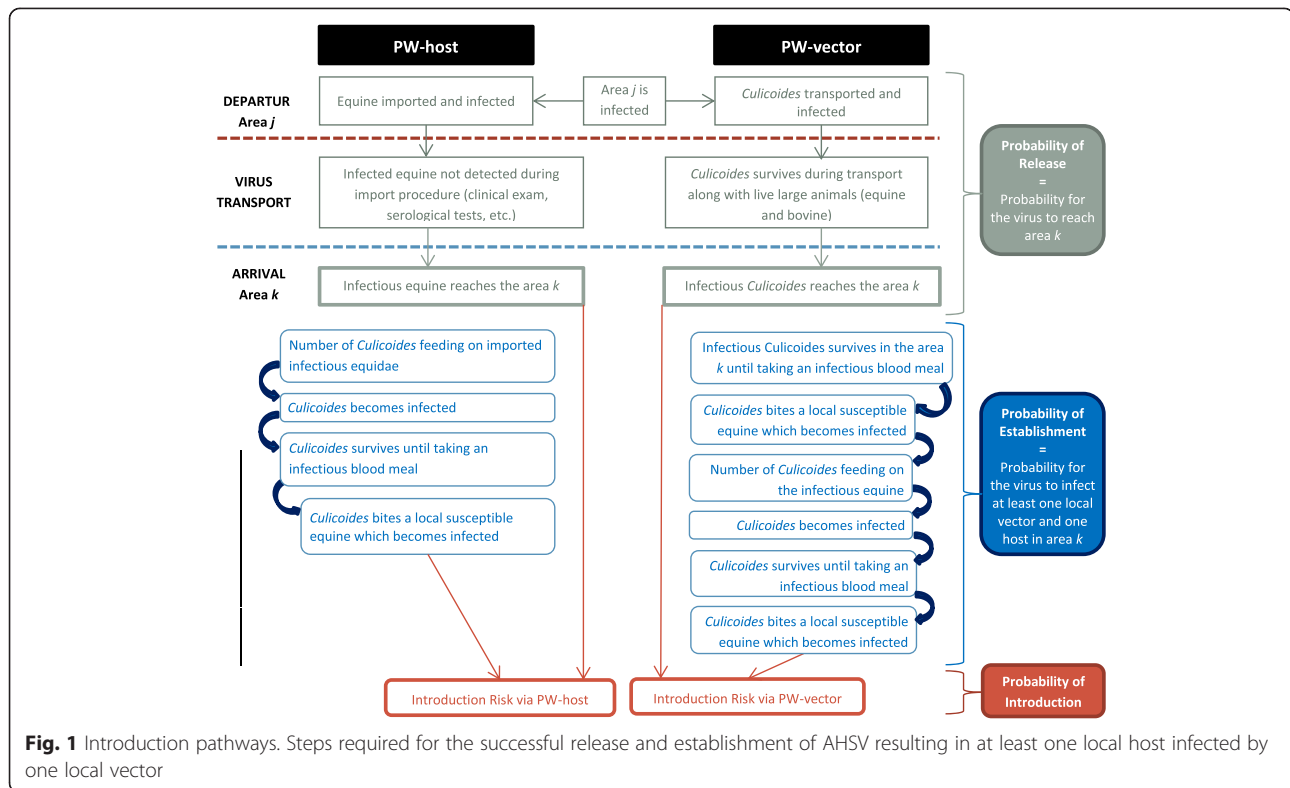 PW-host
PW-vector
DEPARTUR
Area j
Equine imported and infected
Area j is
infected
Culicoides transported and
infected
VIRUS
TRANSPORT
Infected equine not detected during
import procedure (clinical exam,
serological tests, etc.)
Culicoides survives during transport
along with live large animals (equine
and bovine)
ARRIVAL
Area k
Infectious equine reaches the area k
Infectious Culicoides reaches the area k
Probability of
Release
=
Probability for
the virus to reach
area k
Number of Culicoides feeding on imported
infectious equidae
Culicoides becomes infected
Culicoides survives until taking an
infectious blood meal
Culicoides bites a local susceptible
equine which becomes infected
Infectious Culicoides survives in the area
k until taking an infectious blood meal
Culicoides bites a local susceptible
equine which becomes infected
Number of Culicoides feeding on
the infectious equine
Culicoides becomes infected
Culicoides survives until taking an
infectious blood meal
Culicoides bites a local susceptible
equine which becomes infected
Probability of
Establishment
=
Probability for
the virus to infect
at least one local
vector and one
host in area k
Introduction Risk via PW-host
Introduction Risk via PW-vector
Probability of
Introduction
Fig. 1 Introduction pathways. Steps required for the successful release and establishment of AHSV resulting in at least one local host infected by
one local vector